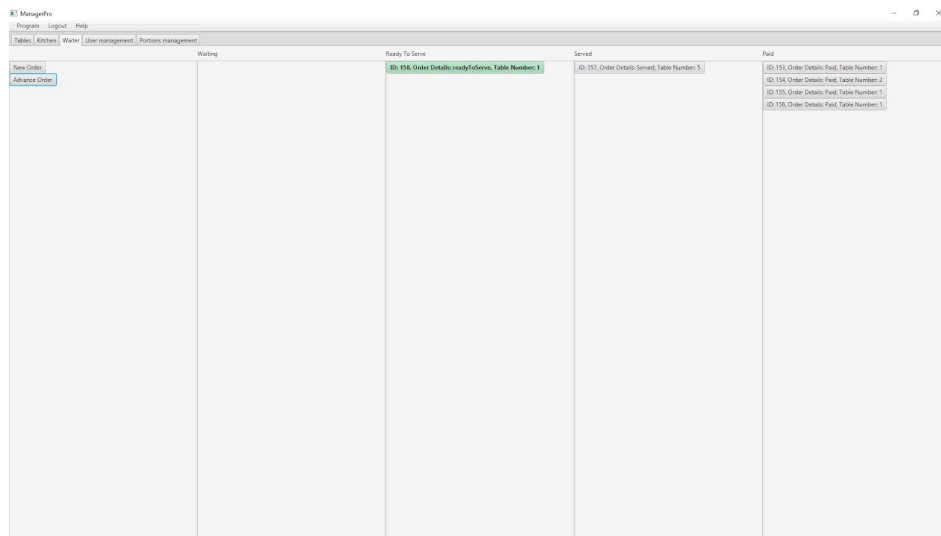 ManagerPro
Program Logout Help
Tables Kitchen Waiter User management Portions management
Waiting Ready To Serve Served Paid
New Order ID: 158, Order Details: readyToServe, Table Number: 1 ID: 157, Order Details: Served, Table Number: 5 ID: 153, Order Details: Paid, Table Number: 1
Advance Order ID: 154, Order Details: Paid, Table Number: 2
ID: 155, Order Details: Paid, Table Number: 1
ID: 156, Order Details: Paid, Table Number: 1